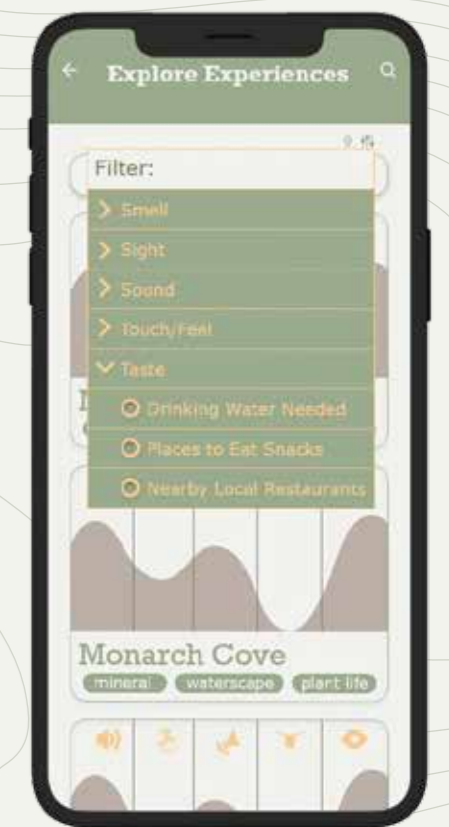 Explore Experiences
Filter:
Smell
Sight
Sound
Touch/Feel
Taste
Drinking Water Needed
Places to Eat Snacks
Nearby Local Restaurants
Monarch Cove
mineral waterscape plant life